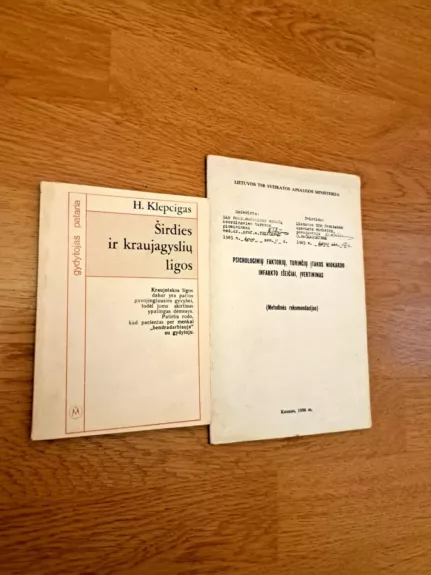 gydytojas pataria
H. Klepcigas
Širdies
ir kraujagyslių
ligos
Kraujotakos ligos
dabar yra pačios
pavojingiausios gyvybei,
todėl joms skirtinas
ypatingas dėmesys.
Patirtis rodo,
kad pacientas per menkai
„bendradarbiauja“
su gydytoju.
M
LIETUVOS TSR SVEIKATOS APSAUGOS MINISTERIJA
PSICHOLOGINIŲ FAKTORIŲ, TURINČIŲ ĮTAKOS MIOKARDO
INFARKTO IŠEIČIAI, ĮVERTINIMAS
(Metodinės rekomendacijos)
Kaunas, 1986 m.